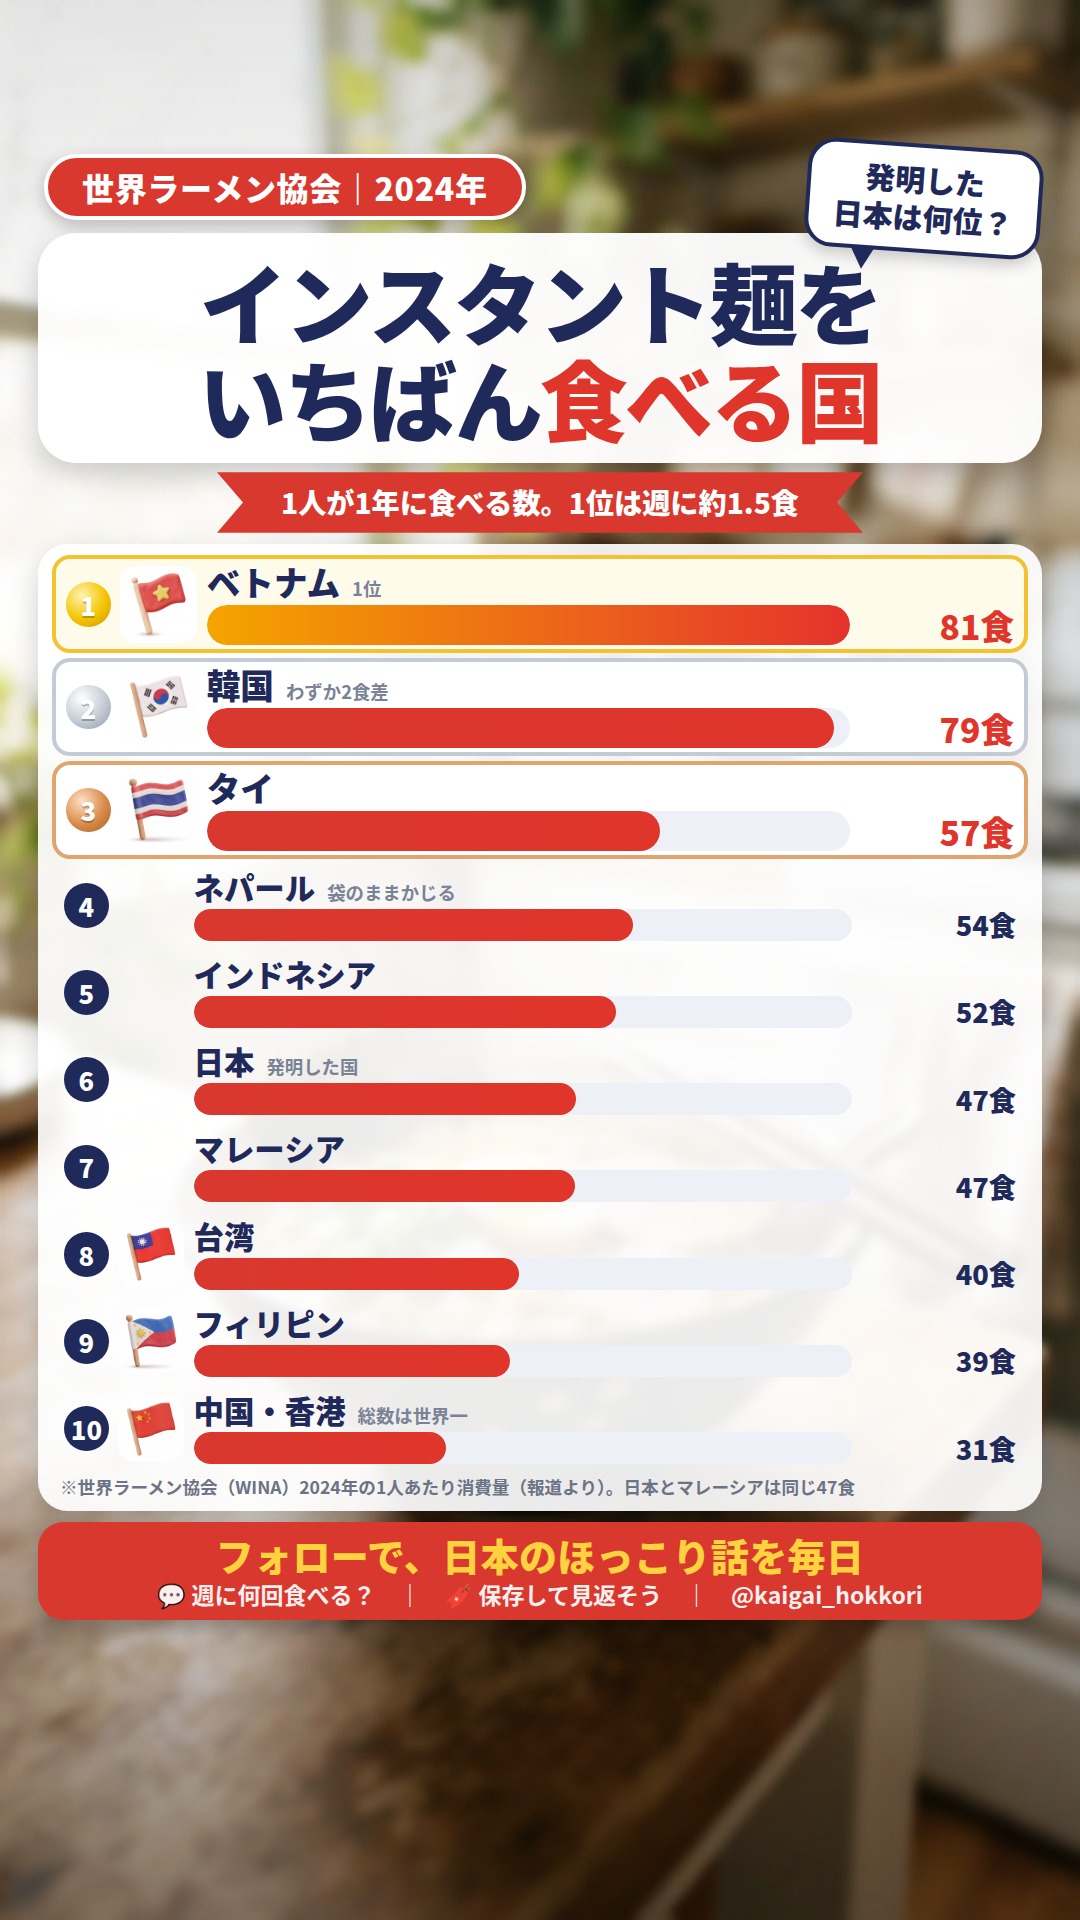 世界ラーメン協会｜2024年
発明した
日本は何位？
インスタント麺を
いちばん食べる国
1人が1年に食べる数。1位は週に約1.5食
1 ベトナム 1位 81食
2 韓国 わずか2食差 79食
3 タイ 57食
4 ネパール 袋のままかじる 54食
5 インドネシア 52食
6 日本 発明した国 47食
7 マレーシア 47食
8 台湾 40食
9 フィリピン 39食
10 中国・香港 総数は世界一 31食
※世界ラーメン協会（WINA）2024年の1人あたり消費量（報道より）。日本とマレーシアは同じ47食
フォローで、日本のほっこり話を毎日
💬 週に何回食べる？ ｜ 🔖 保存して見返そう ｜ @kaigai_hokkori